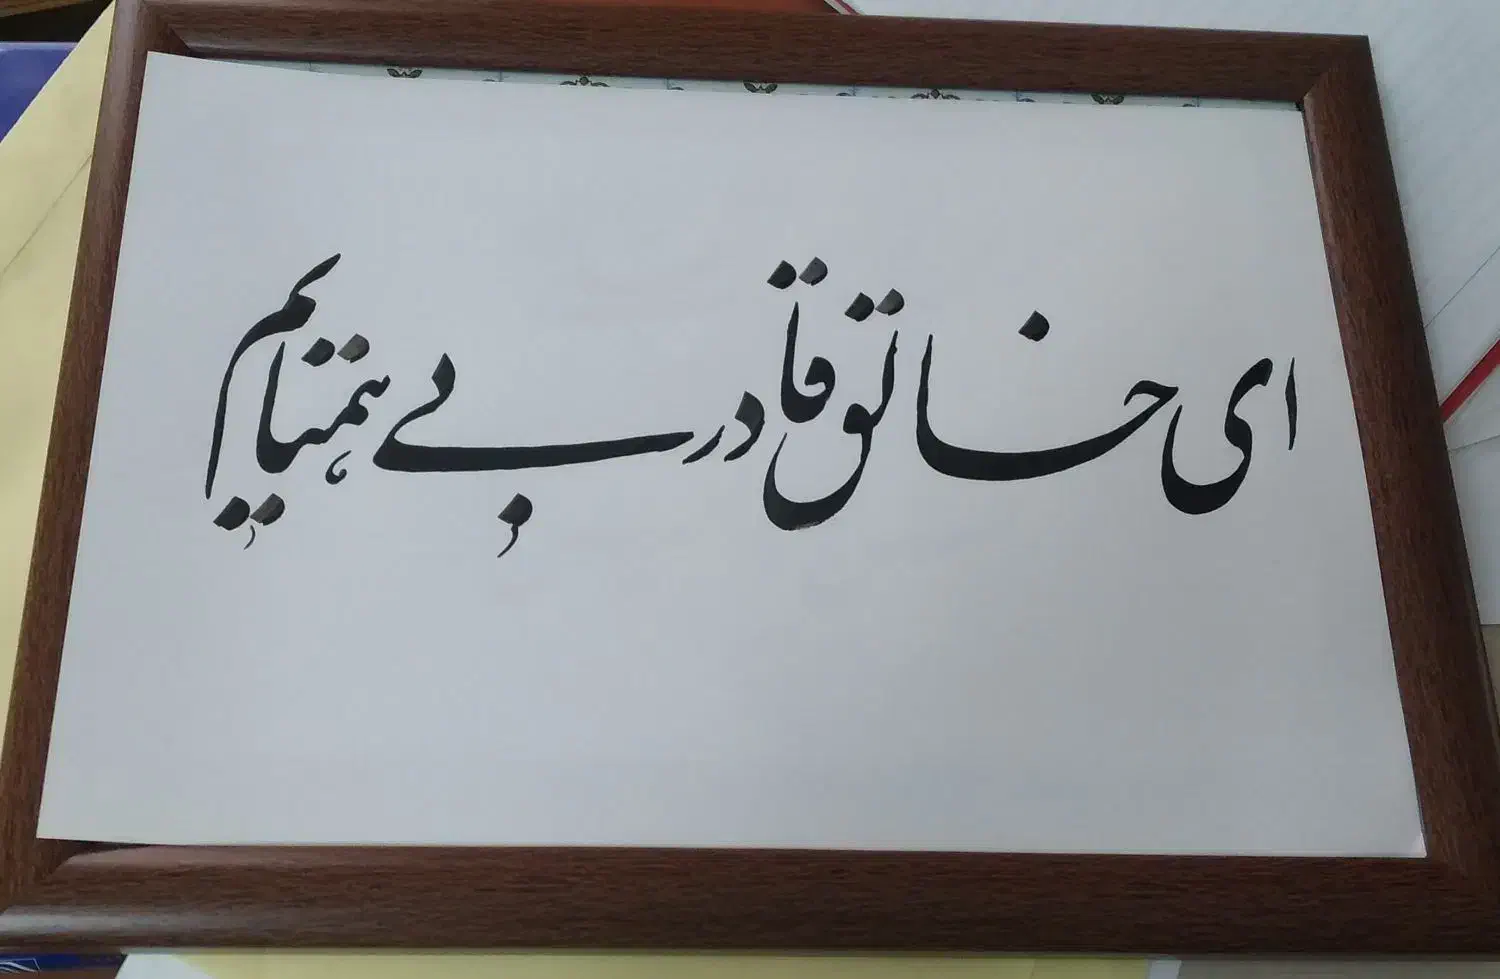 ای خالق قادر بی همتایم